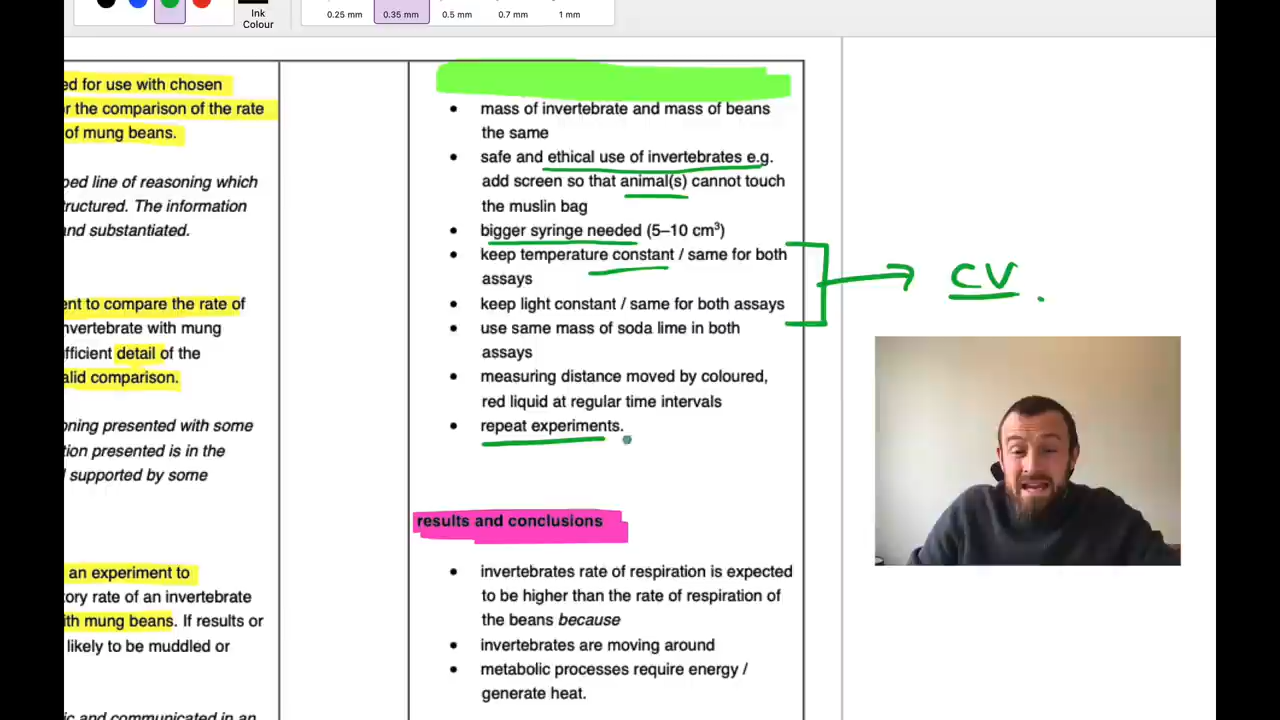 Ink
Colour
0.25 mm
0.35 mm
0.5 mm
0.7 mm
1 mm
ed for use with chosen
r the comparison of the rate
of mung beans.
ped line of reasoning which
tructured. The information
and substantiated.
ent to compare the rate of
nvertebrate with mung
fficient detail of the
alid comparison.
oning presented with some
tion presented is in the
d supported by some
an experiment to
tory rate of an invertebrate
ith mung beans. If results or
likely to be muddled or
ic and communicated in an
• mass of invertebrate and mass of beans
the same
• safe and ethical use of invertebrates e.g.
add screen so that animal(s) cannot touch
the muslin bag
• bigger syringe needed (5–10 cm³)
• keep temperature constant / same for both
assays
• keep light constant / same for both assays
• use same mass of soda lime in both
assays
• measuring distance moved by coloured,
red liquid at regular time intervals
• repeat experiments.
results and conclusions
• invertebrates rate of respiration is expected
to be higher than the rate of respiration of
the beans because
• invertebrates are moving around
• metabolic processes require energy /
generate heat.
CV.